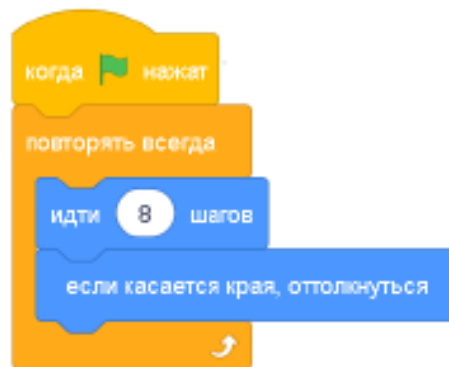 когда нажат
повторять всегда
идти 8 шагов
если касается края, оттолкнуться